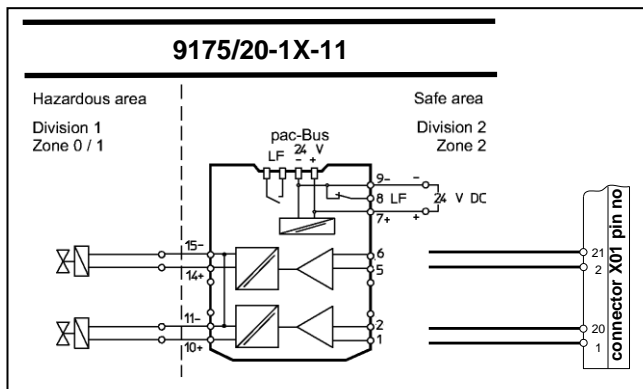 9175/20-1X-11
Hazardous area
Safe area
Division 1
Zone 0 / 1
Division 2
Zone 2
pac-Bus
LF 24 V
- +
9- -
8 LF 24 V DC
7+ +
15- 6 21
14+ 5 2
11- 2 20
10+ 1 1
connector X01 pin no